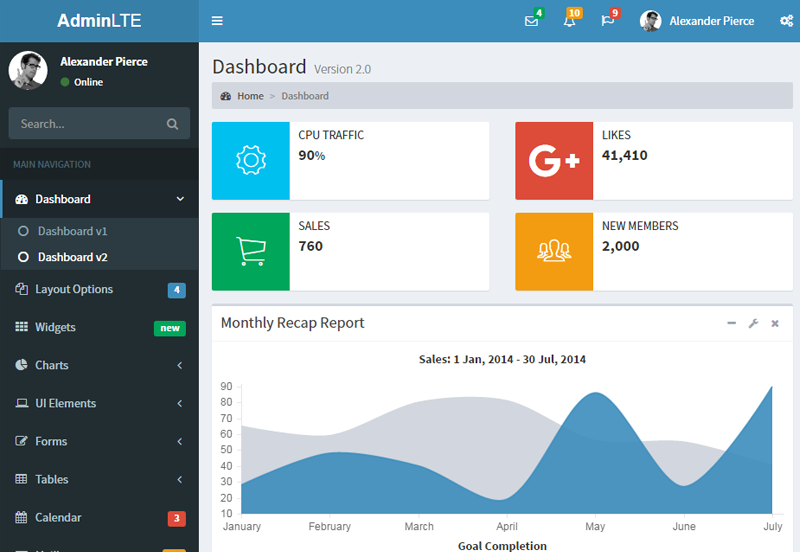 AdminLTE
4
10
9
Alexander Pierce
Alexander Pierce
Online
Search...
MAIN NAVIGATION
Dashboard
Dashboard v1
Dashboard v2
Layout Options 4
Widgets new
Charts
UI Elements
Forms
Tables
Calendar 3
Dashboard Version 2.0
Home > Dashboard
CPU TRAFFIC
90%
G+
LIKES
41,410
SALES
760
NEW MEMBERS
2,000
Monthly Recap Report
Sales: 1 Jan, 2014 - 30 Jul, 2014
90
80
70
60
50
40
30
20
10
January February March April May June July
Goal Completion